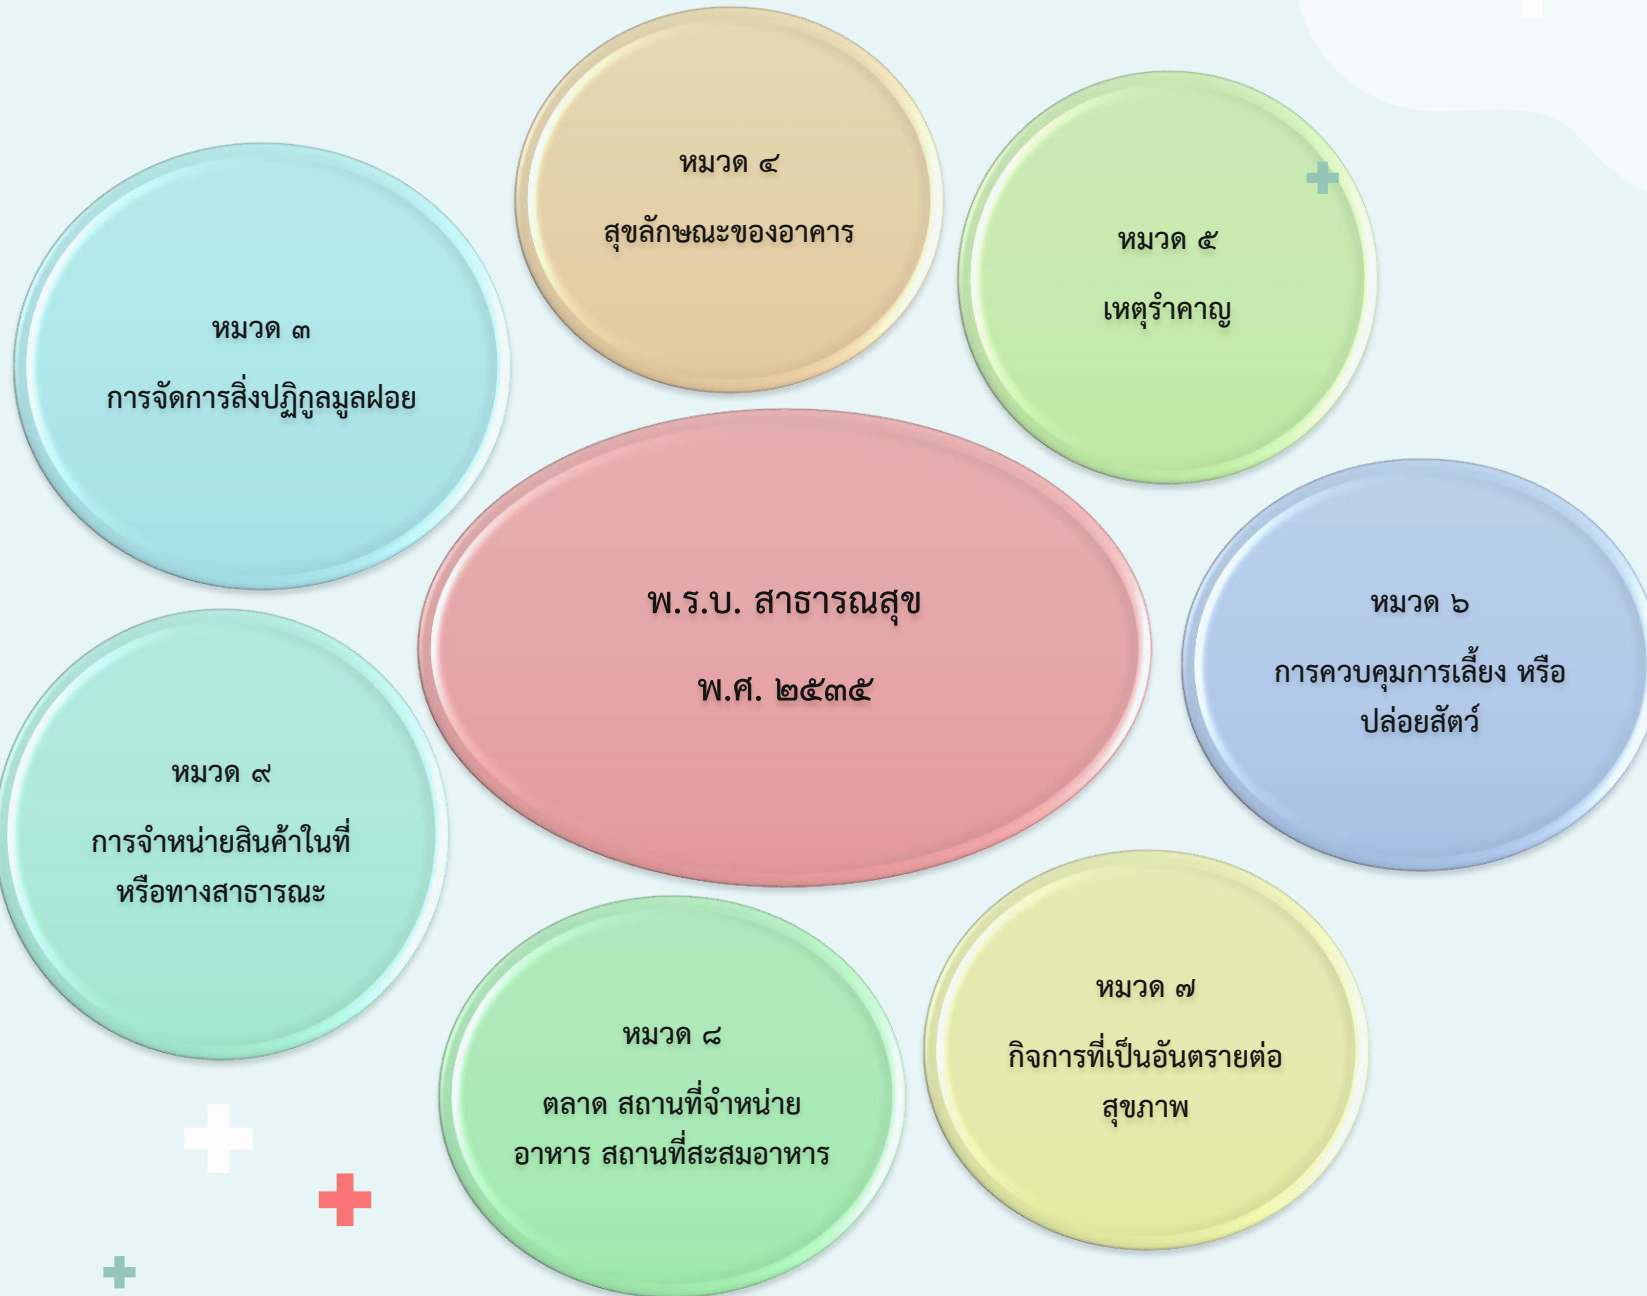 หมวด ๔
สุขลักษณะของอาคาร
หมวด ๕
เหตุรำคาญ
หมวด ๓
การจัดการสิ่งปฏิกูลมูลฝอย
พ.ร.บ. สาธารณสุข
พ.ศ. ๒๕๓๕
หมวด ๖
การควบคุมการเลี้ยง หรือ
ปล่อยสัตว์
หมวด ๙
การจำหน่ายสินค้าในที่
หรือทางสาธารณะ
หมวด ๘
ตลาด สถานที่จำหน่าย
อาหาร สถานที่สะสมอาหาร
หมวด ๗
กิจการที่เป็นอันตรายต่อ
สุขภาพ